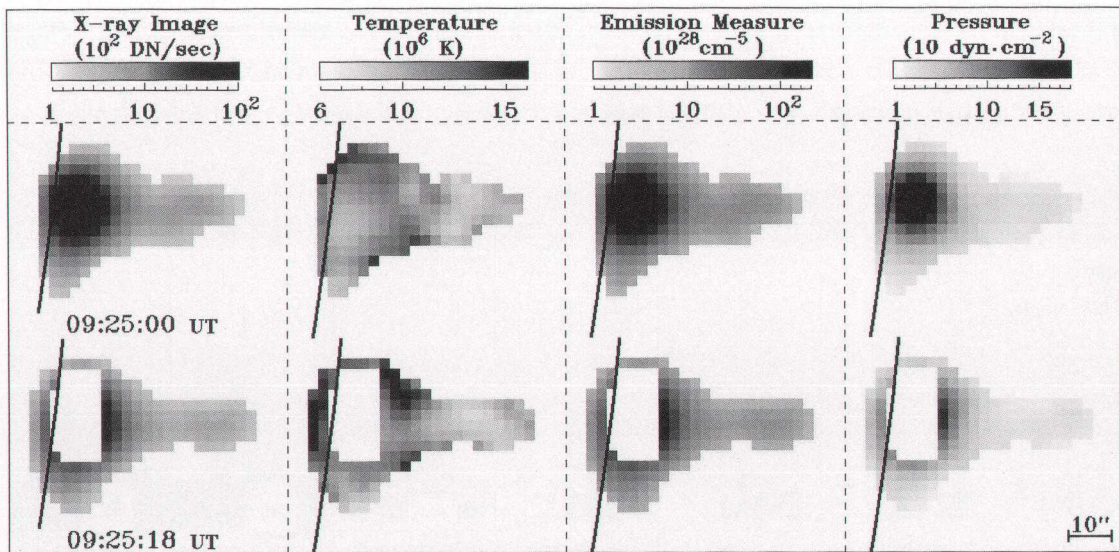 X-ray Image Temperature Emission Measure Pressure
(10² DN/sec) (10⁶ K) (10²⁸cm⁻⁵) (10 dyn·cm⁻²)
1 10 10² 6 10 15 1 10 10² 1 10 15
09:25:00 UT
09:25:18 UT
10"